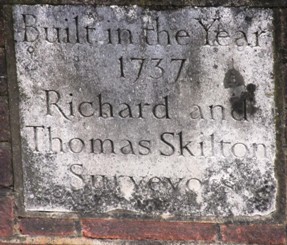 Built in the Year
1737
Richard and
Thomas Skilton
Surveyors